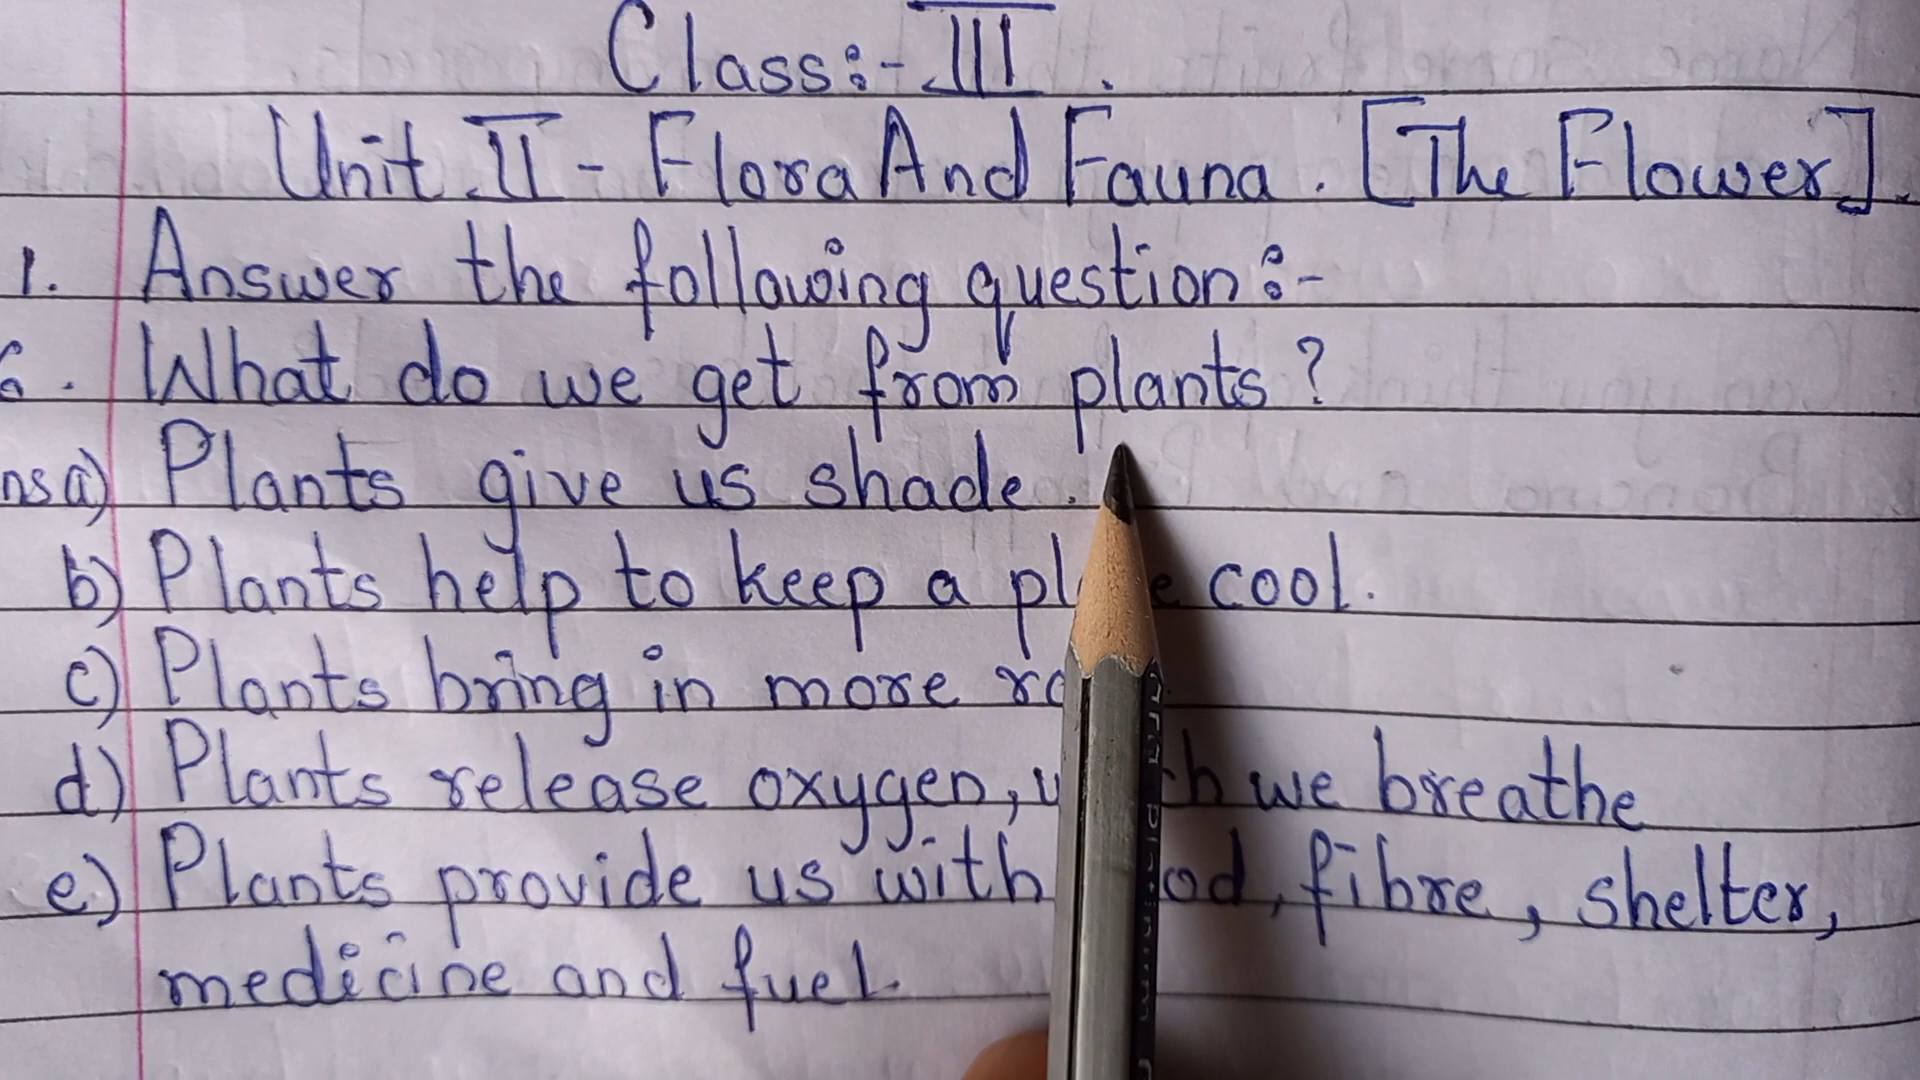 Class:- III.
Unit II - Flora And Fauna. [The Flower].
1. Answer the following question:-
6. What do we get from plants?
ns a) Plants give us shade.
b) Plants help to keep a cool.
c) Plants bring in more
d) Plants release oxygen, we breathe
e) Plants provide us with fibre, shelter,
medicine and fuel.